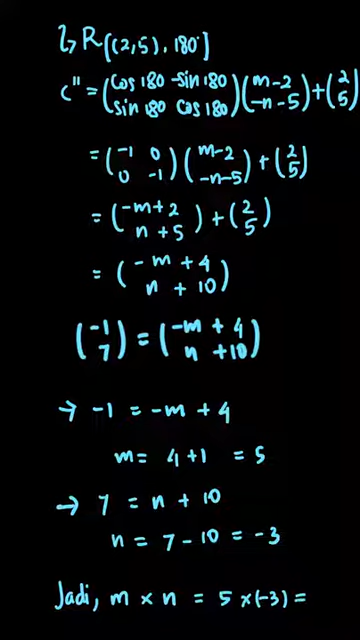 ↳ R[(2,5), 180°]
C" = (cos 180 -sin 180 / sin 180 cos 180)(m-2 / -n-5) + (2 / 5)
= (-1 0 / 0 -1)(m-2 / -n-5) + (2 / 5)
= (-m+2 / n+5) + (2 / 5)
= (-m+4 / n+10)
(-1 / 7) = (-m+4 / n+10)
→ -1 = -m + 4
m = 4+1 = 5
→ 7 = n + 10
n = 7 - 10 = -3
Jadi, m × n = 5 × (-3) =